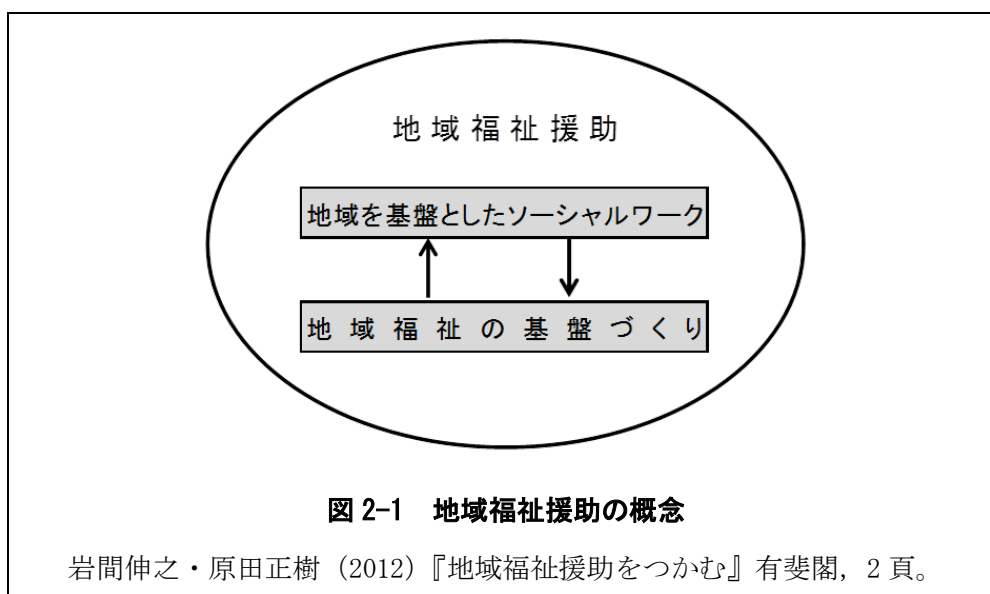 地域福祉援助
地域を基盤としたソーシャルワーク
地域福祉の基盤づくり
図 2-1　地域福祉援助の概念
岩間伸之・原田正樹（2012）『地域福祉援助をつかむ』有斐閣，2 頁。